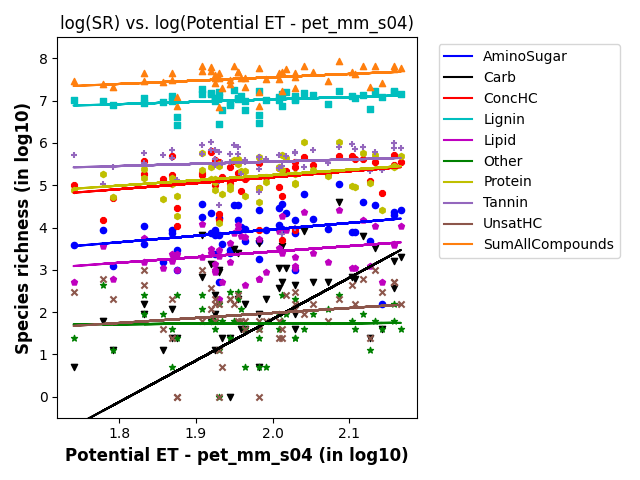 log(SR) vs. log(Potential ET - pet_mm_s04)
Species richness (in log10)
8
7
6
5
4
3
2
1
0
1.8
1.9
2.0
2.1
Potential ET - pet_mm_s04 (in log10)
AminoSugar
Carb
ConcHC
Lignin
Lipid
Other
Protein
Tannin
UnsatHC
SumAllCompounds